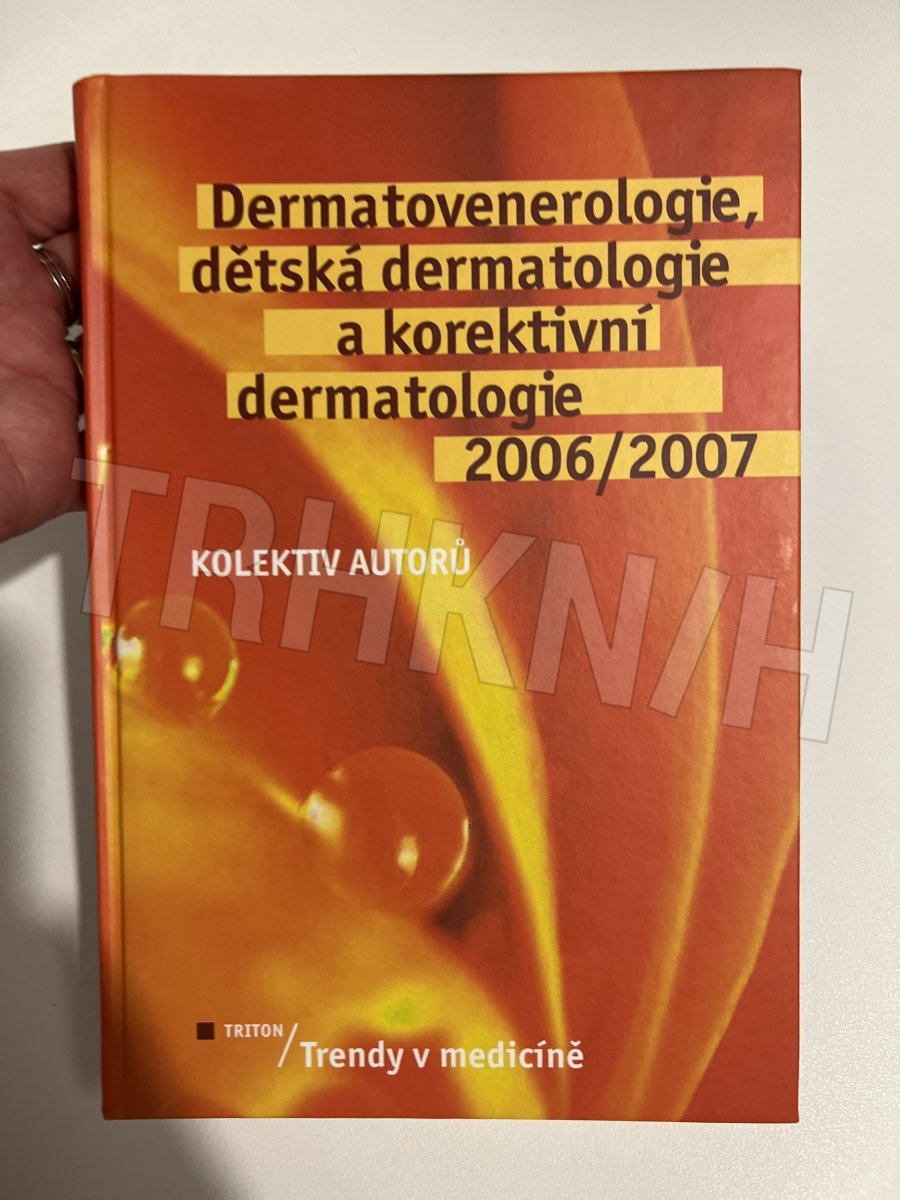 Dermatovenerologie,
dětská dermatologie
a korektivní
dermatologie
2006/2007
KOLEKTIV AUTORŮ
TRHKNIH
TRITON/Trendy v medicíně